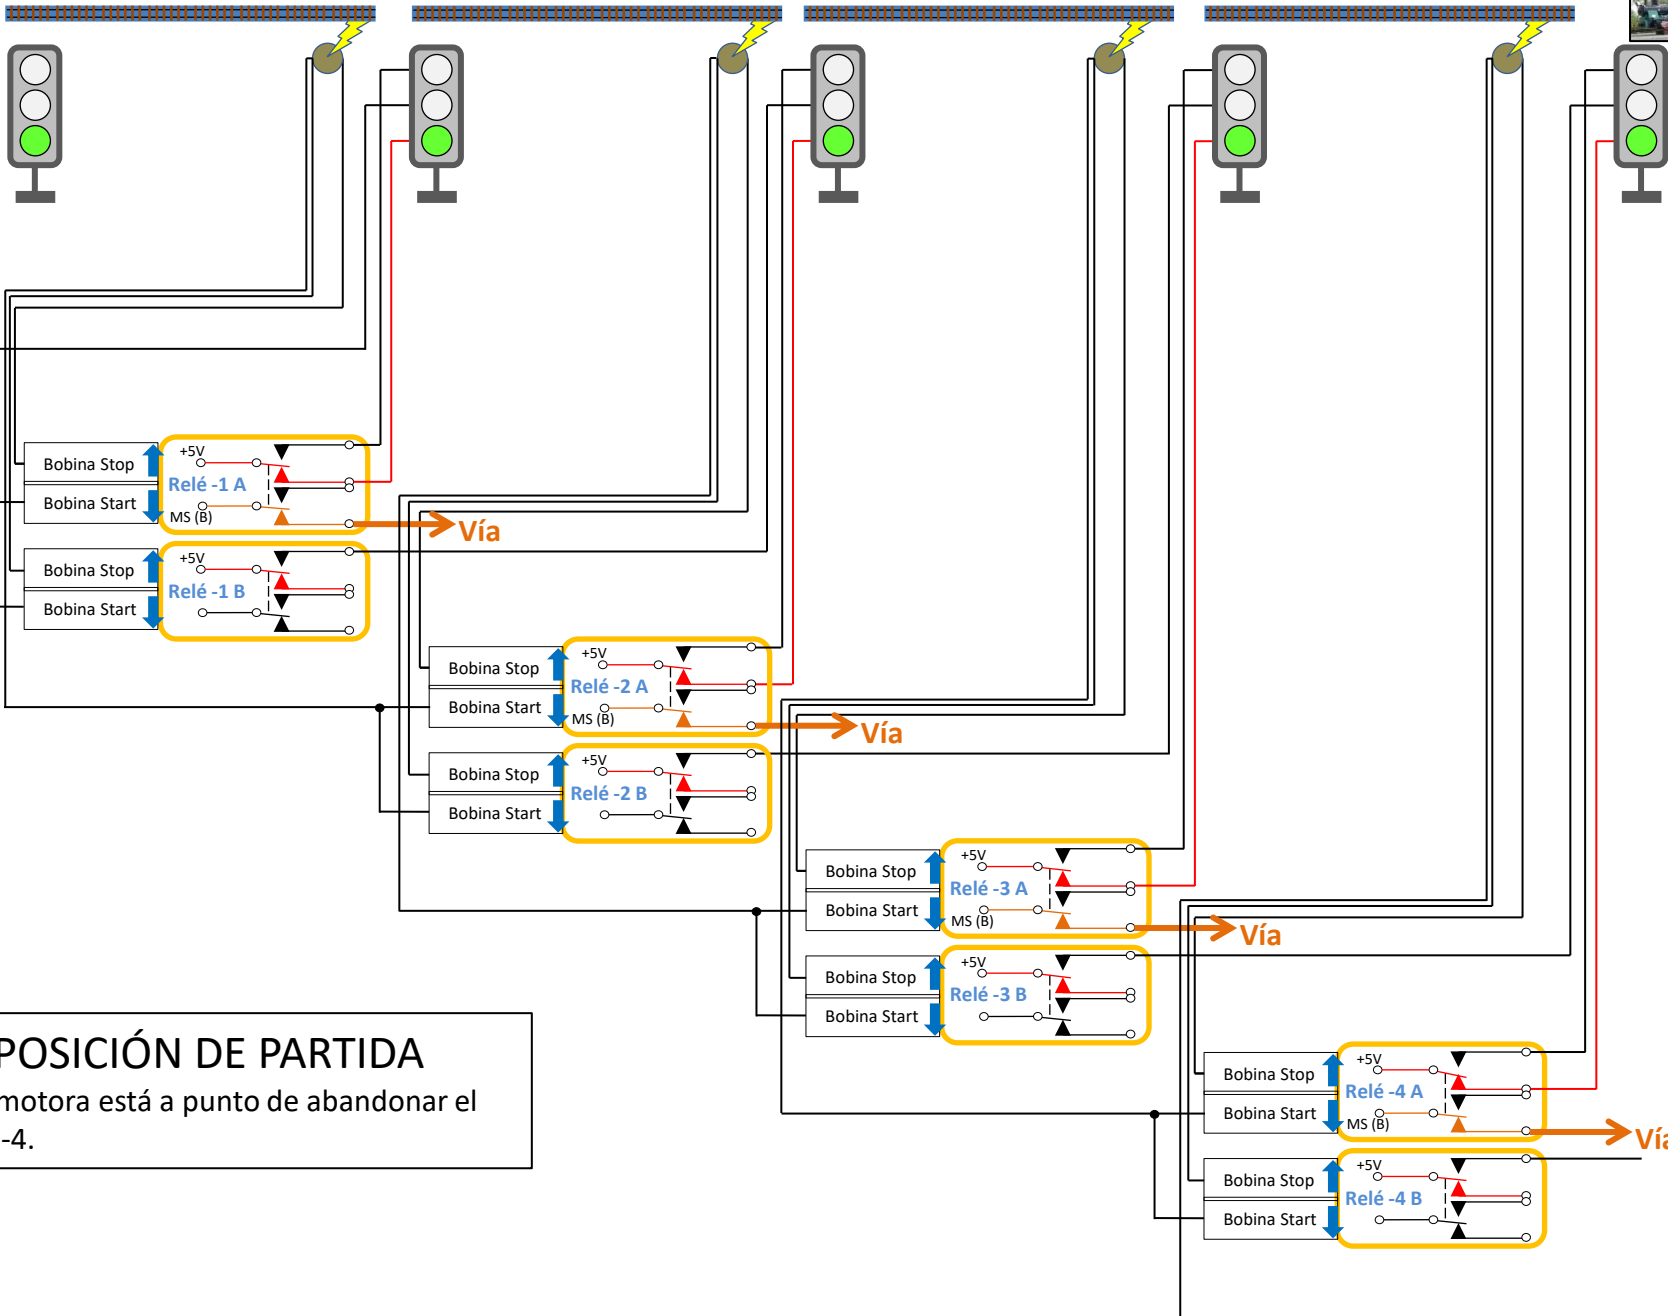 Bobina Stop
Bobina Start
+5V
Relé -1 A
MS (B)
Vía
Bobina Stop
Bobina Start
+5V
Relé -1 B
Bobina Stop
Bobina Start
+5V
Relé -2 A
MS (B)
Vía
Bobina Stop
Bobina Start
+5V
Relé -2 B
Bobina Stop
Bobina Start
+5V
Relé -3 A
MS (B)
Vía
Bobina Stop
Bobina Start
+5V
Relé -3 B
POSICIÓN DE PARTIDA
motora está a punto de abandonar el
-4.
Bobina Stop
Bobina Start
+5V
Relé -4 A
MS (B)
Vía
Bobina Stop
Bobina Start
+5V
Relé -4 B